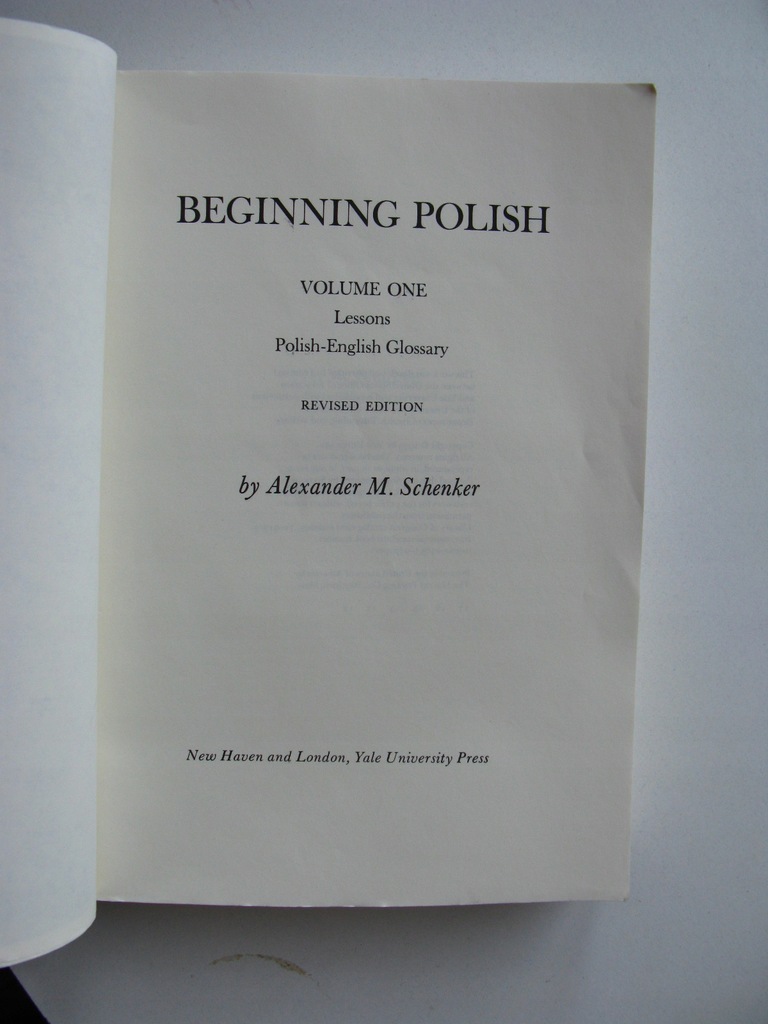 BEGINNING POLISH
VOLUME ONE
Lessons
Polish-English Glossary
REVISED EDITION
by Alexander M. Schenker
New Haven and London, Yale University Press